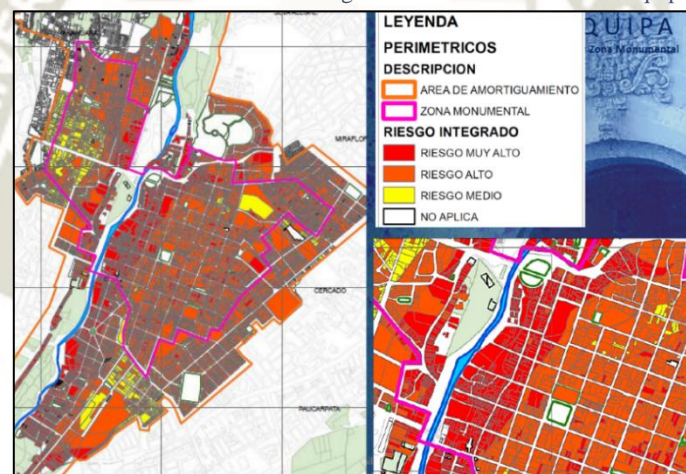 LEYENDA
PERIMETRICOS
DESCRIPCION
AREA DE AMORTIGUAMIENTO
ZONA MONUMENTAL
RIESGO INTEGRADO
RIESGO MUY ALTO
RIESGO ALTO
RIESGO MEDIO
NO APLICA
QUIPA
Zona Monumental
MIRAFLOR
CERCADO
PAUCARPATA